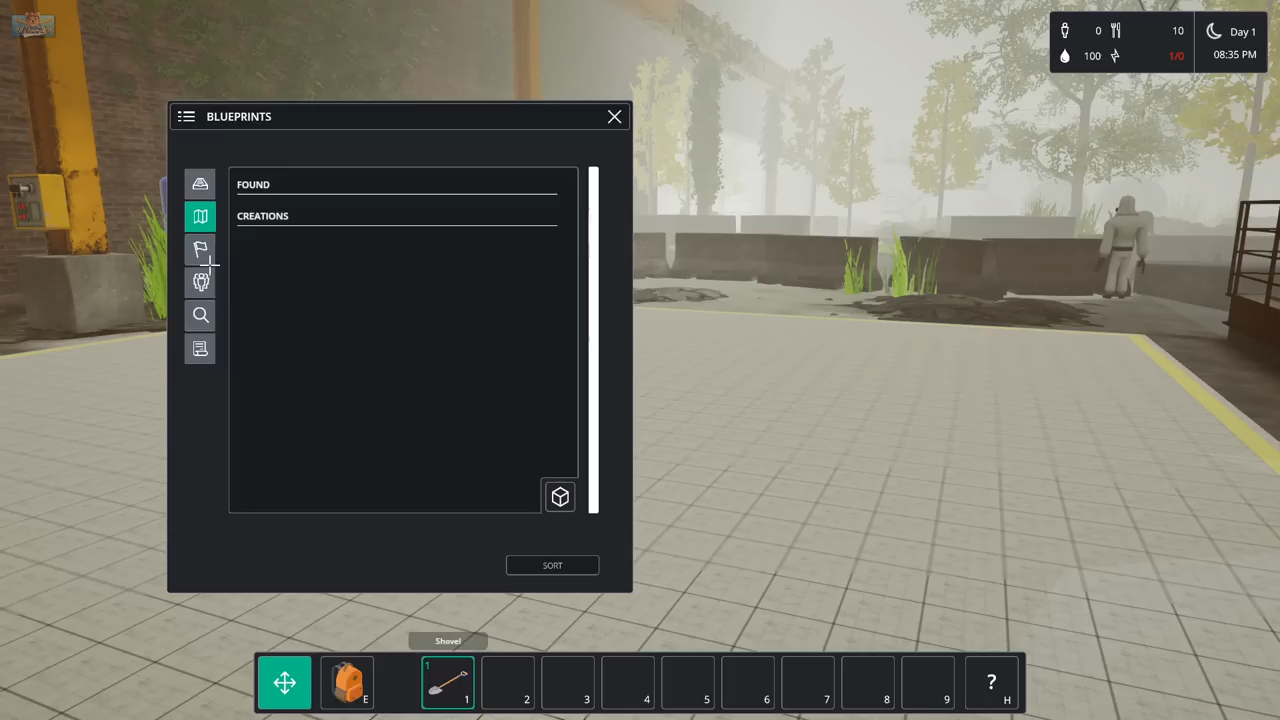 0
10
Day 1
100
1/0
08:35 PM
BLUEPRINTS
FOUND
CREATIONS
SORT
Shovel
E
1
1
2
3
4
5
6
7
8
9
?
H